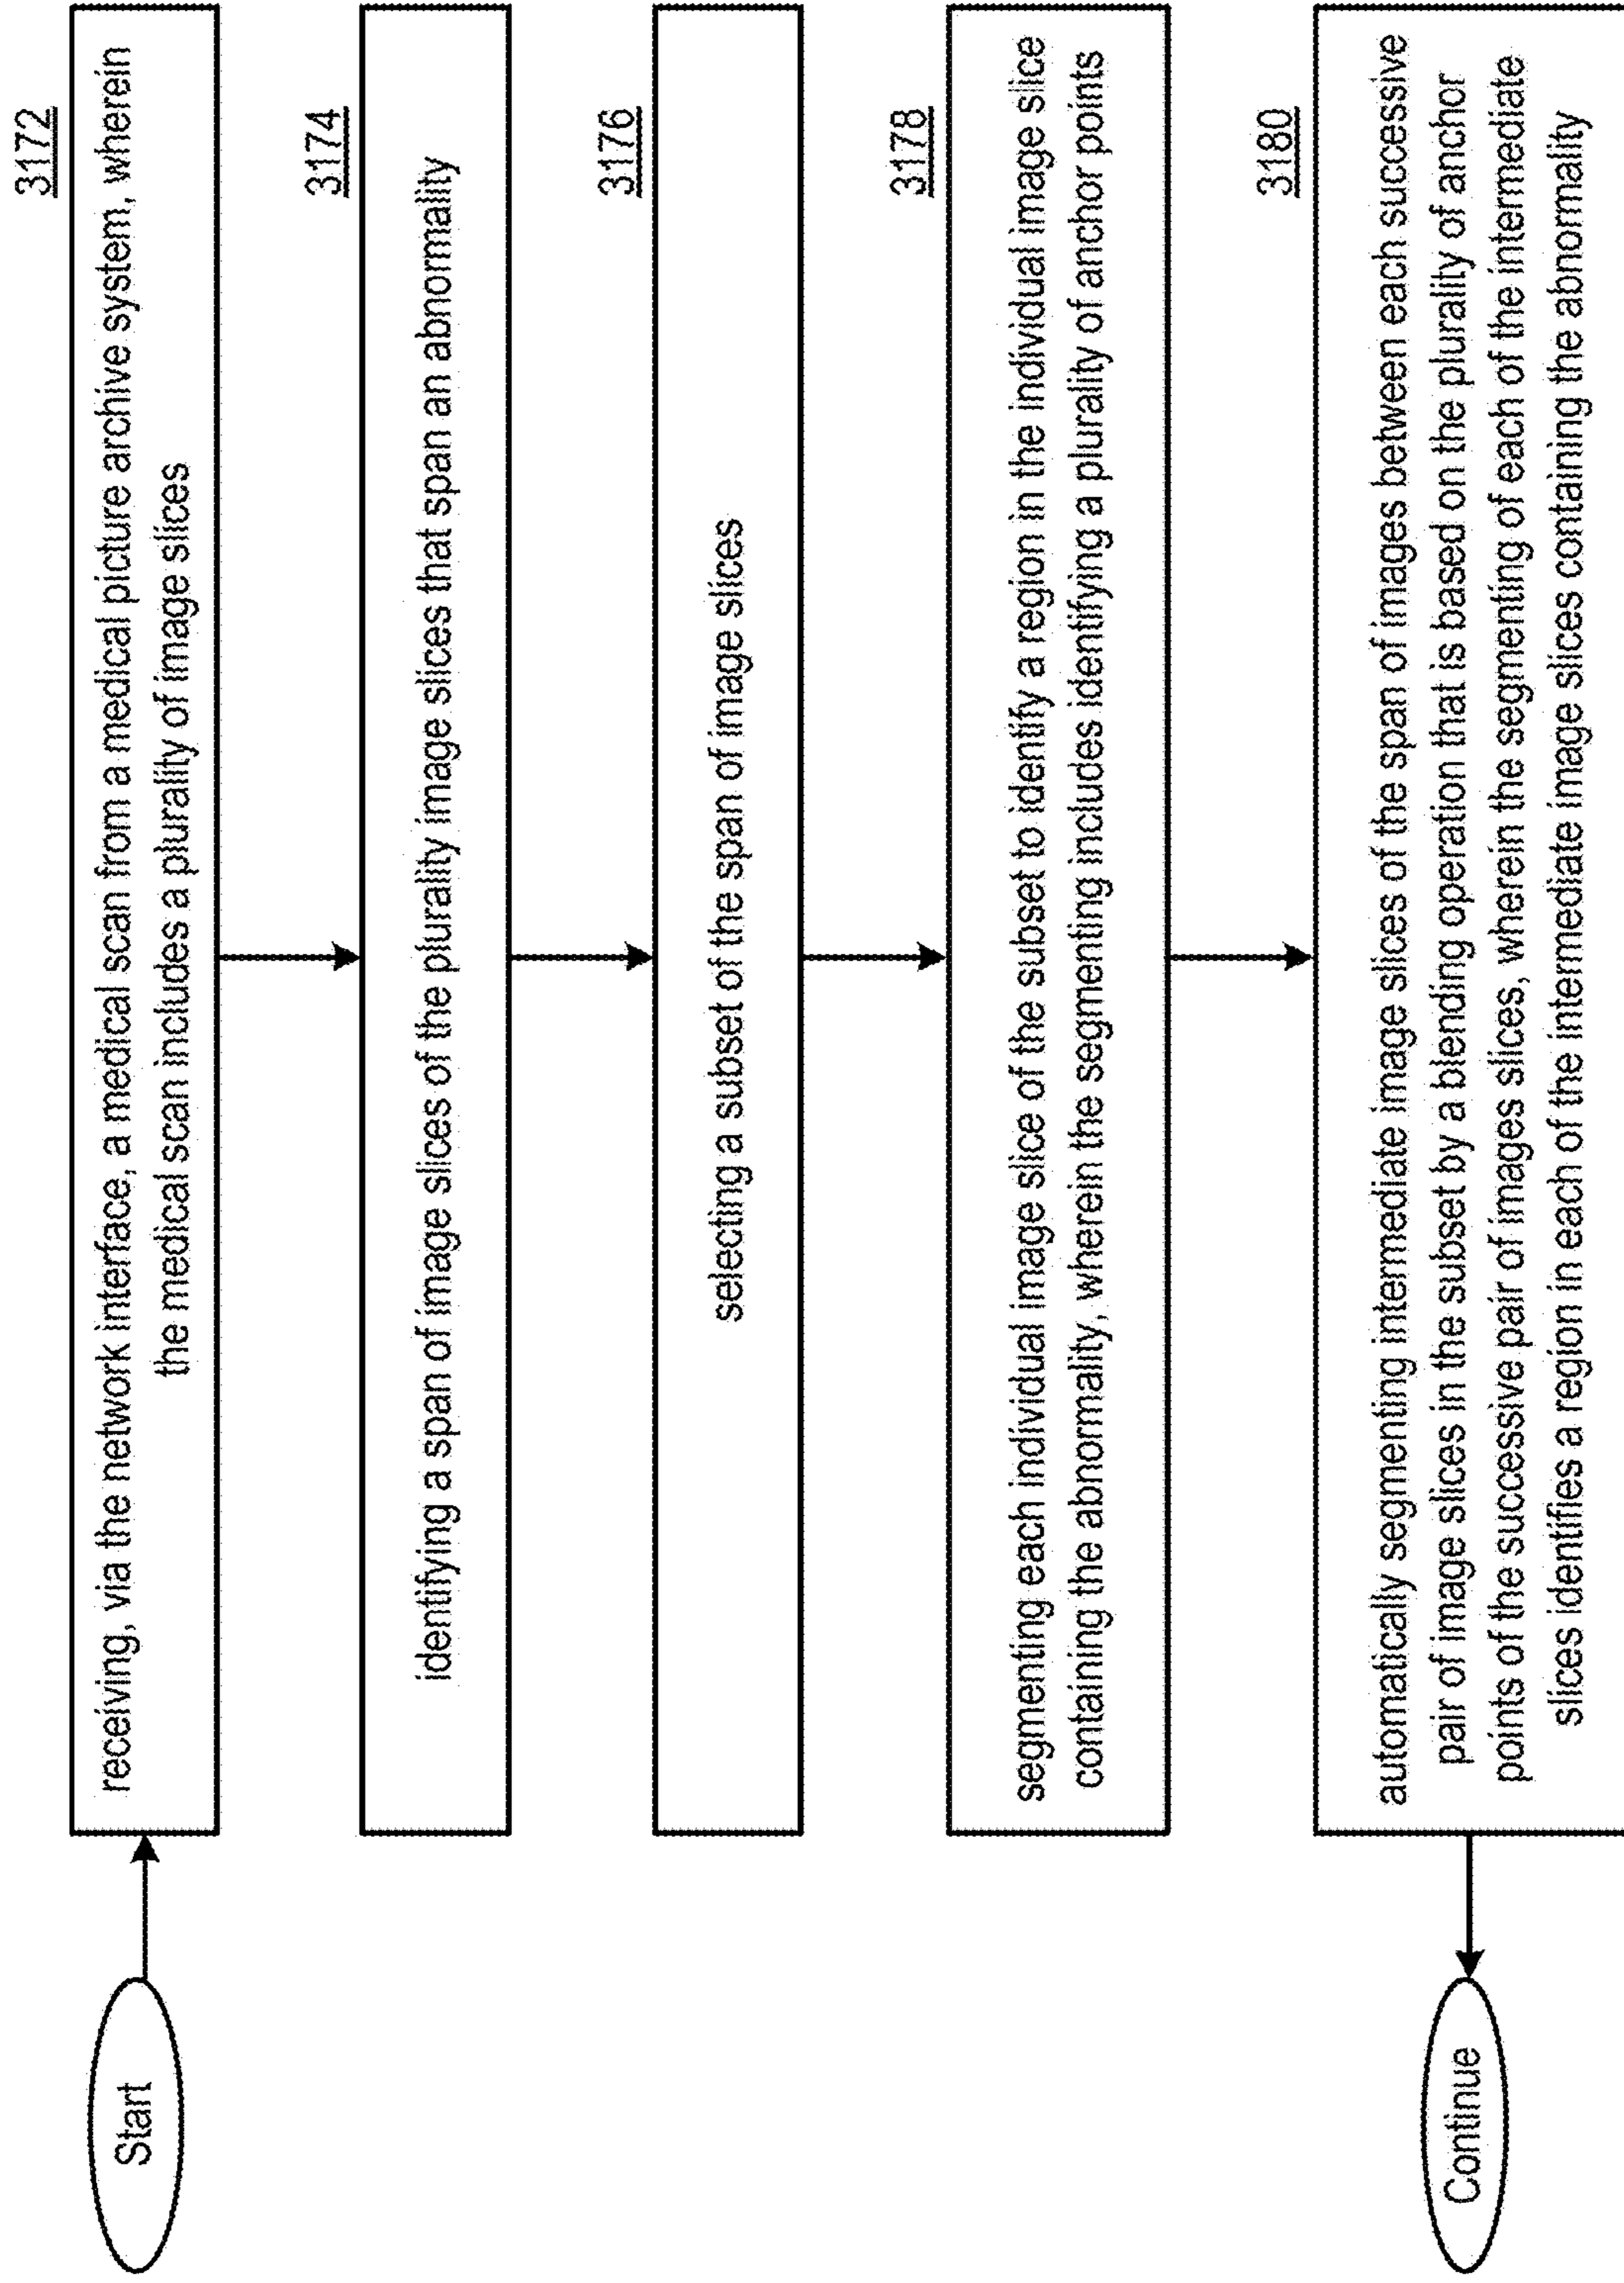 Start
3172
receiving, via the network interface, a medical scan from a medical picture archive system, wherein
the medical scan includes a plurality of image slices
3174
identifying a span of image slices of the plurality image slices that span an abnormality
3176
selecting a subset of the span of image slices
3178
segmenting each individual image slice of the subset to identify a region in the individual image slice
containing the abnormality, wherein the segmenting includes identifying a plurality of anchor points
3180
automatically segmenting intermediate image slices of the span of images between each successive
pair of image slices in the subset by a blending operation that is based on the plurality of anchor
points of the successive pair of images slices, wherein the segmenting of each of the intermediate
slices identifies a region in each of the intermediate image slices containing the abnormality
Continue